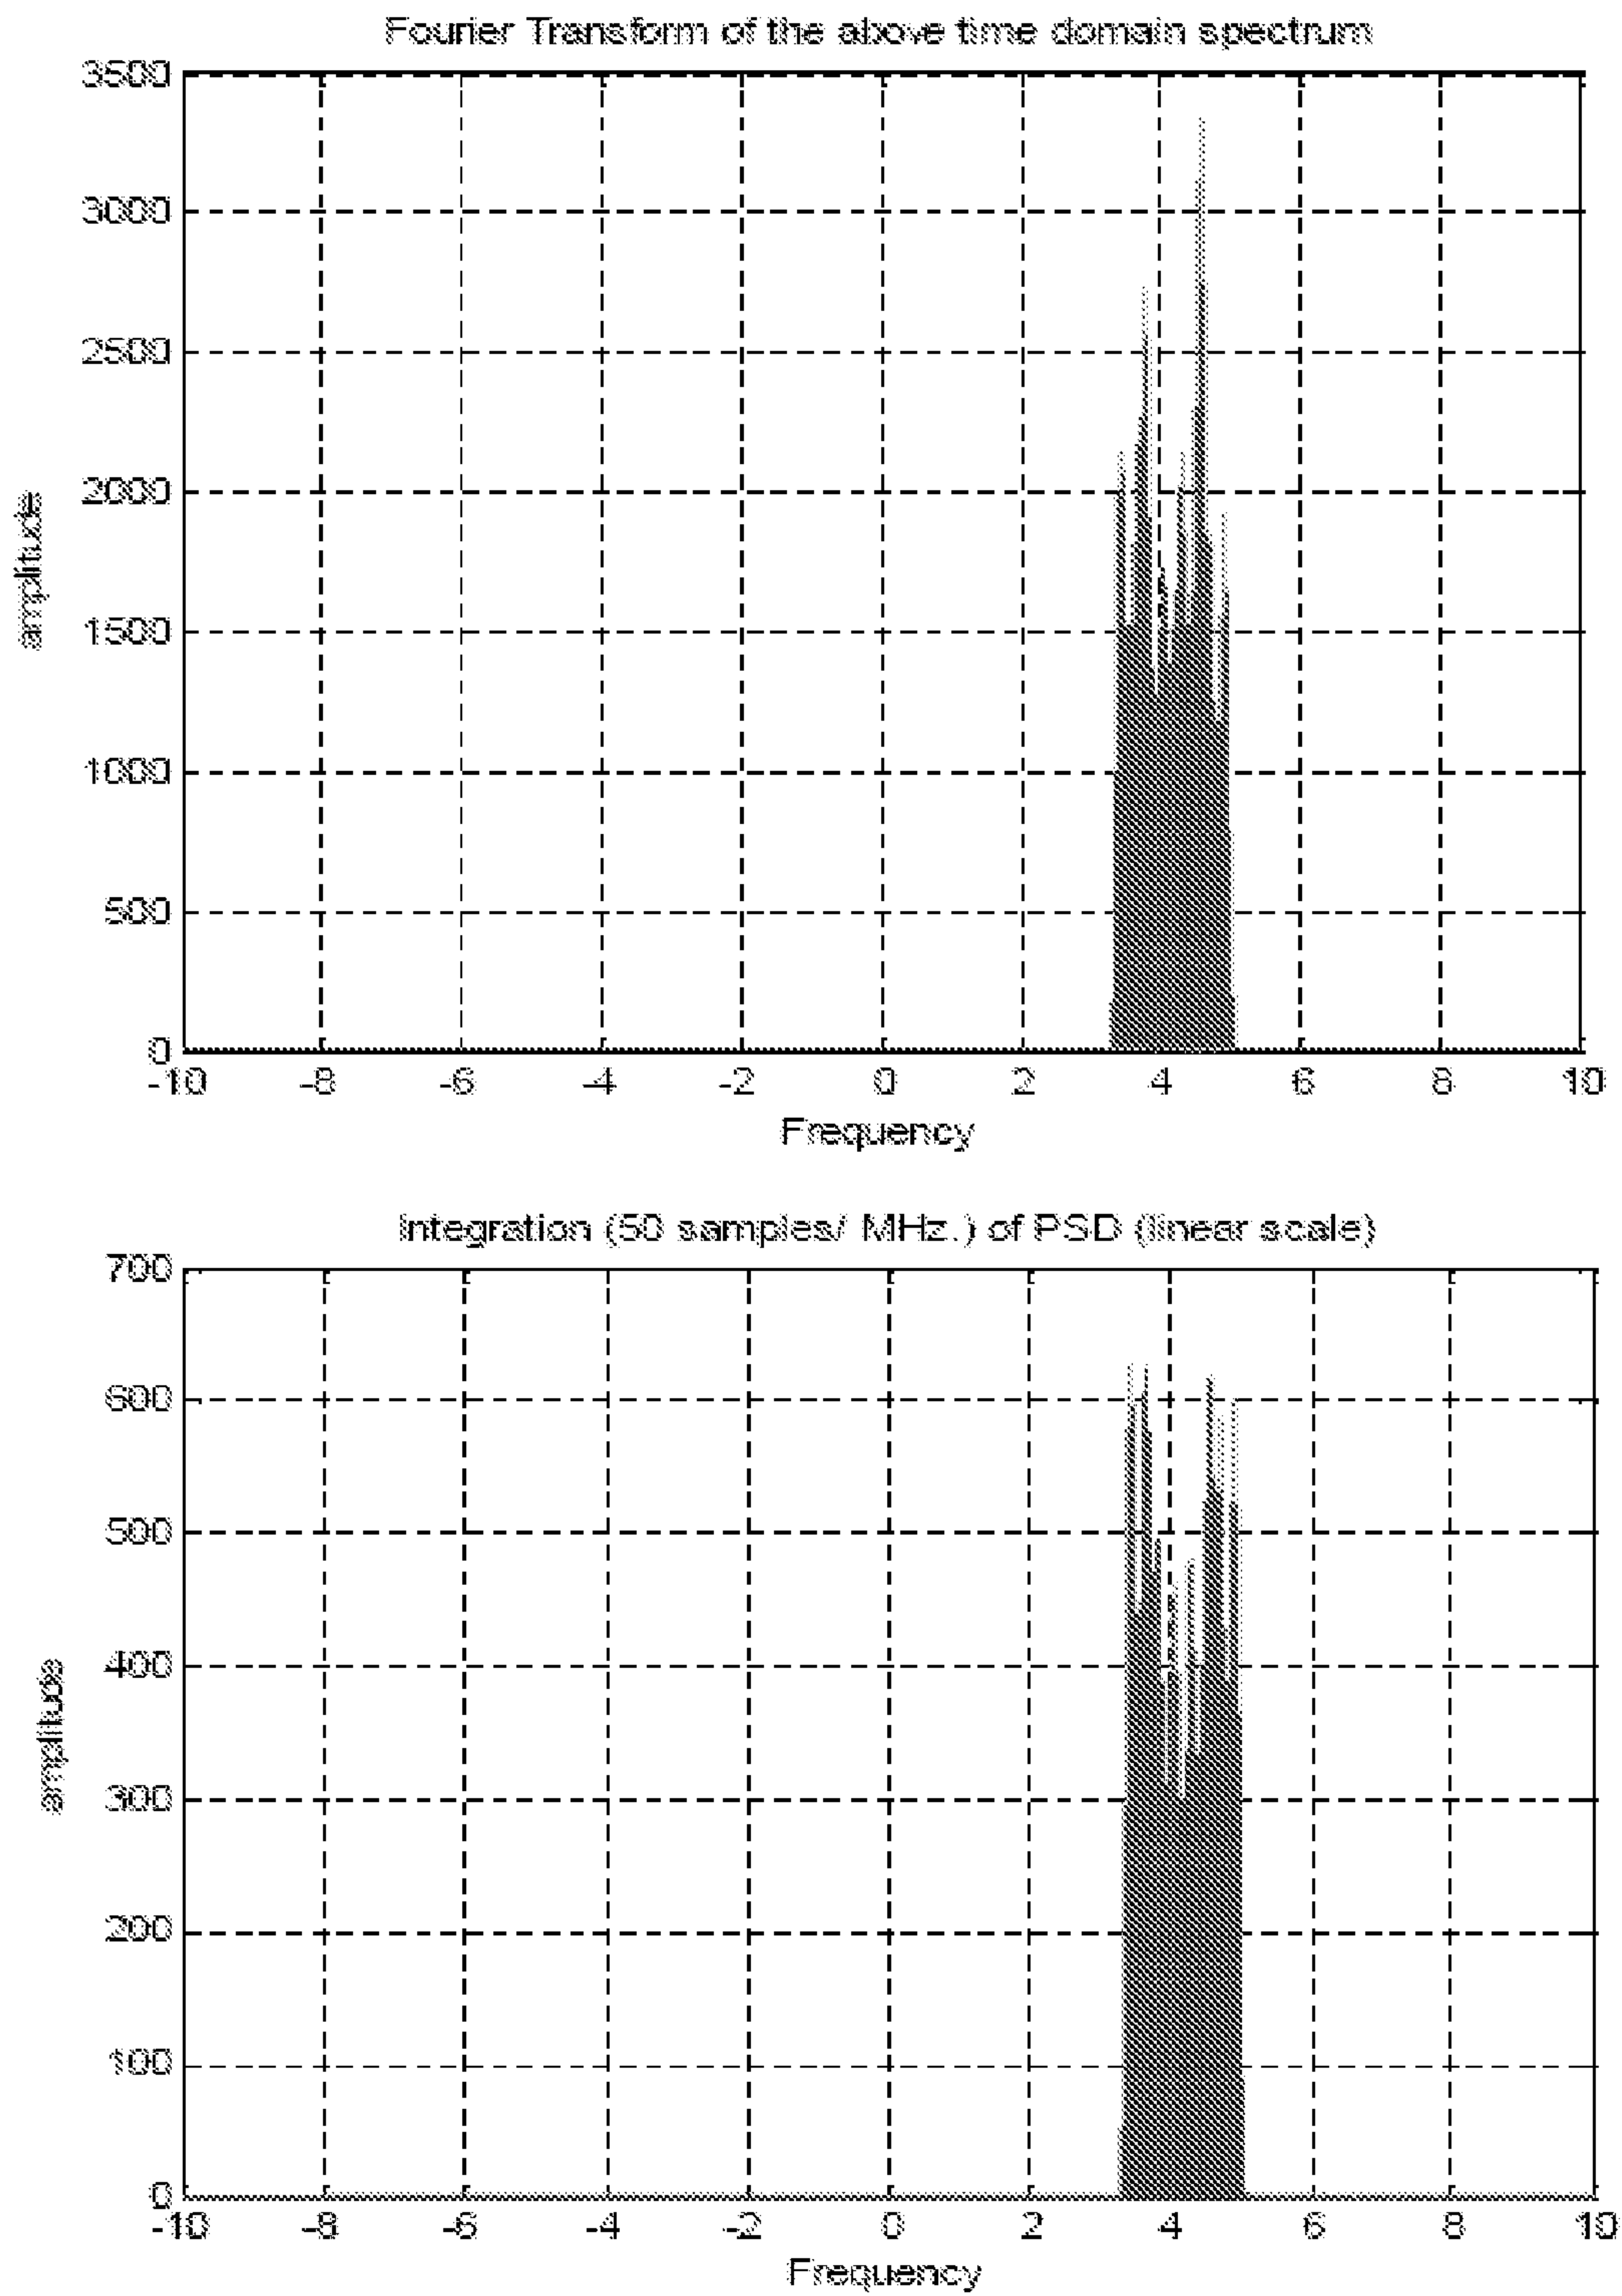 Fourier Transform of the above time domain spectrum
3500
3000
2500
2000
1500
1000
500
0
amplitude
-10 -8 -6 -4 -2 0 2 4 6 8 10
Frequency
Integration (50 samples/ MHz.) of PSD (linear scale)
700
600
500
400
300
200
100
0
amplitude
-10 -8 -6 -4 -2 0 2 4 6 8 10
Frequency